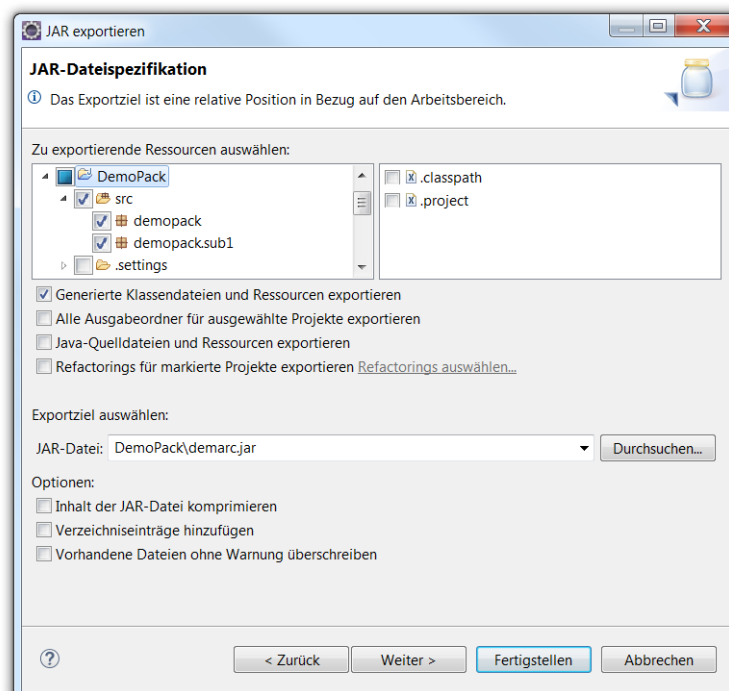 JAR exportieren
JAR-Dateispezifikation
Das Exportziel ist eine relative Position in Bezug auf den Arbeitsbereich.
Zu exportierende Ressourcen auswählen:
DemoPack
src
demopack
demopack.sub1
.settings
.classpath
.project
Generierte Klassendateien und Ressourcen exportieren
Alle Ausgabeordner für ausgewählte Projekte exportieren
Java-Quelldateien und Ressourcen exportieren
Refactorings für markierte Projekte exportieren Refactorings auswählen...
Exportziel auswählen:
JAR-Datei: DemoPack\demarc.jar Durchsuchen...
Optionen:
Inhalt der JAR-Datei komprimieren
Verzeichniseinträge hinzufügen
Vorhandene Dateien ohne Warnung überschreiben
< Zurück Weiter > Fertigstellen Abbrechen